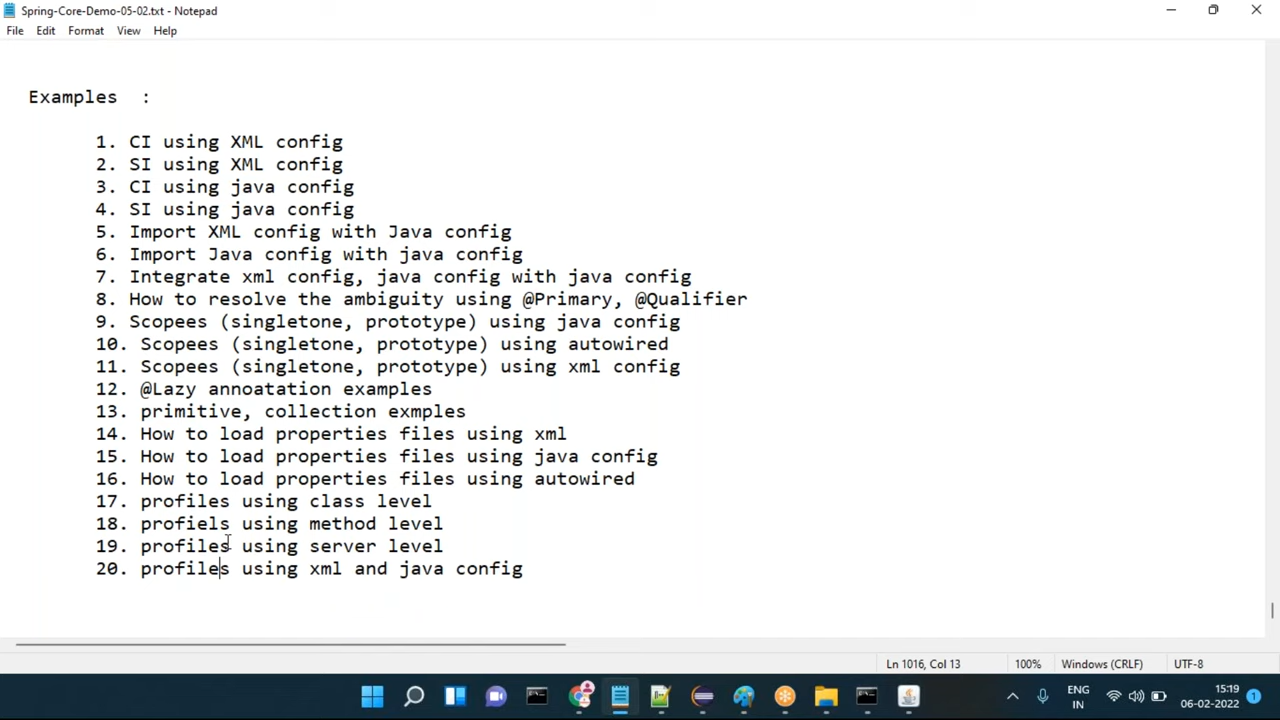 Spring-Core-Demo-05-02.txt - Notepad
File Edit Format View Help
Examples :
1. CI using XML config
2. SI using XML config
3. CI using java config
4. SI using java config
5. Import XML config with Java config
6. Import Java config with java config
7. Integrate xml config, java config with java config
8. How to resolve the ambiguity using @Primary, @Qualifier
9. Scopees (singletone, prototype) using java config
10. Scopees (singletone, prototype) using autowired
11. Scopees (singletone, prototype) using xml config
12. @Lazy annoatation examples
13. primitive, collection exmples
14. How to load properties files using xml
15. How to load properties files using java config
16. How to load properties files using autowired
17. profiles using class level
18. profiels using method level
19. profiles using server level
20. profiles using xml and java config
Ln 1016, Col 13 100% Windows (CRLF) UTF-8
ENG 15:19
IN 06-02-2022 1